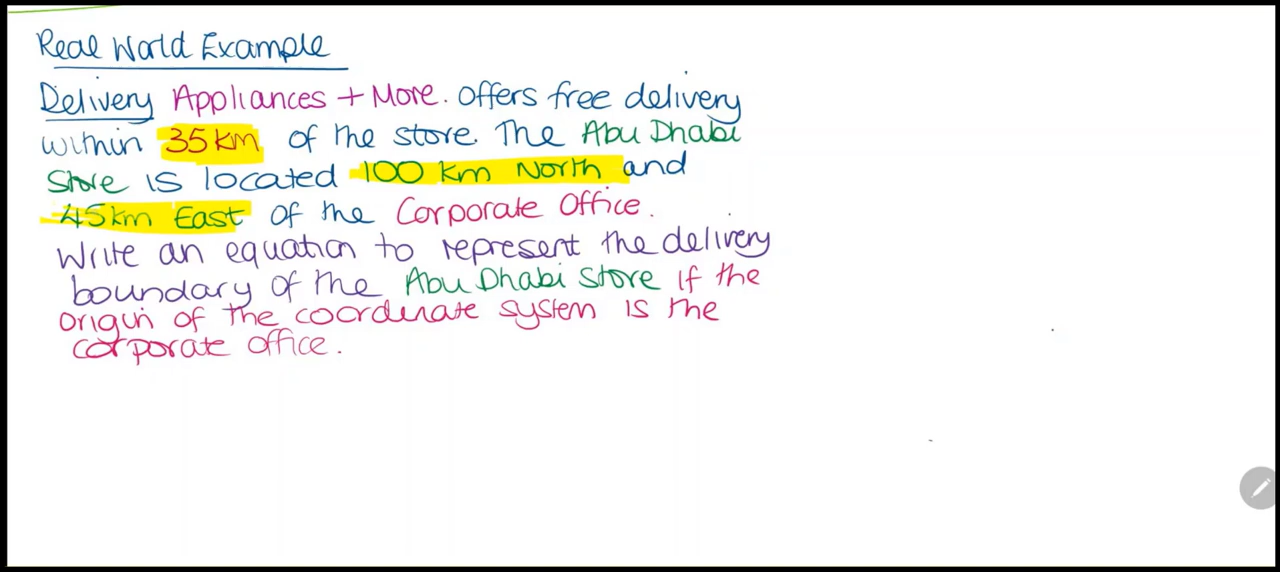 Real World Example
Delivery Appliances + More. offers free delivery
within 35km of the store. The Abu Dhabi
Store is located 100 km North and
45km East of the Corporate Office.
Write an equation to represent the delivery
boundary of the Abu Dhabi Store if the
origin of the coordinate system is the
corporate office.